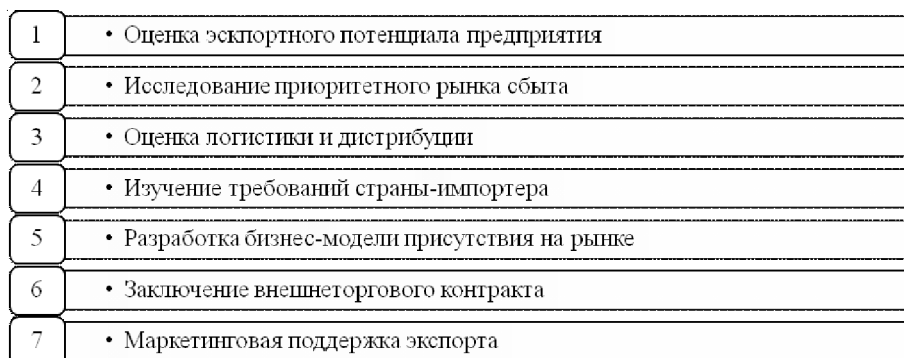 1 • Оценка эскпортного потенциала предприятия
2 • Исследование приоритетного рынка сбыта
3 • Оценка логистики и дистрибуции
4 • Изучение требований страны-импортера
5 • Разработка бизнес-модели присутствия на рынке
6 • Заключение внешнеторгового контракта
7 • Маркетинговая поддержка экспорта